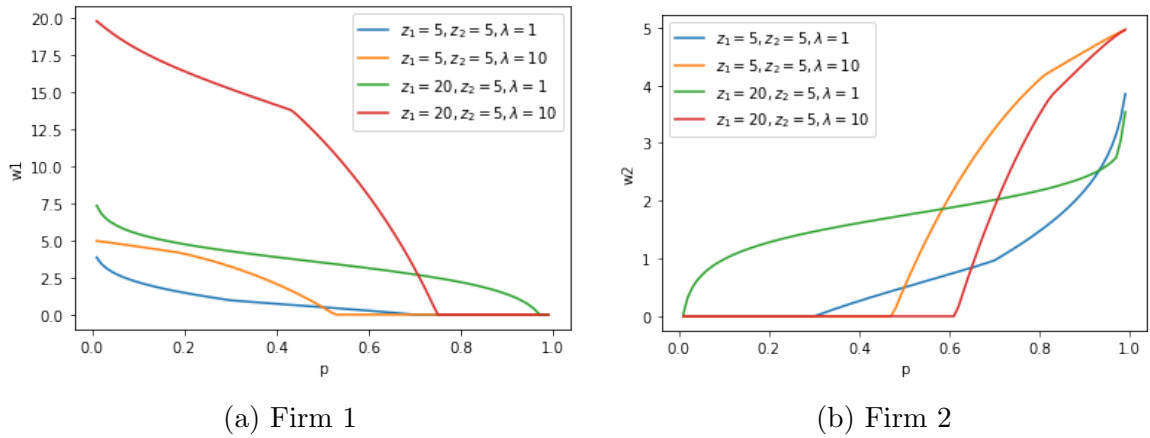 20.0
17.5
15.0
12.5
10.0
7.5
5.0
2.5
0.0
w1
0.0 0.2 0.4 0.6 0.8 1.0
p
z₁ = 5, z₂ = 5, λ = 1
z₁ = 5, z₂ = 5, λ = 10
z₁ = 20, z₂ = 5, λ = 1
z₁ = 20, z₂ = 5, λ = 10
(a) Firm 1
5
4
3
2
1
0
w2
0.0 0.2 0.4 0.6 0.8 1.0
p
z₁ = 5, z₂ = 5, λ = 1
z₁ = 5, z₂ = 5, λ = 10
z₁ = 20, z₂ = 5, λ = 1
z₁ = 20, z₂ = 5, λ = 10
(b) Firm 2